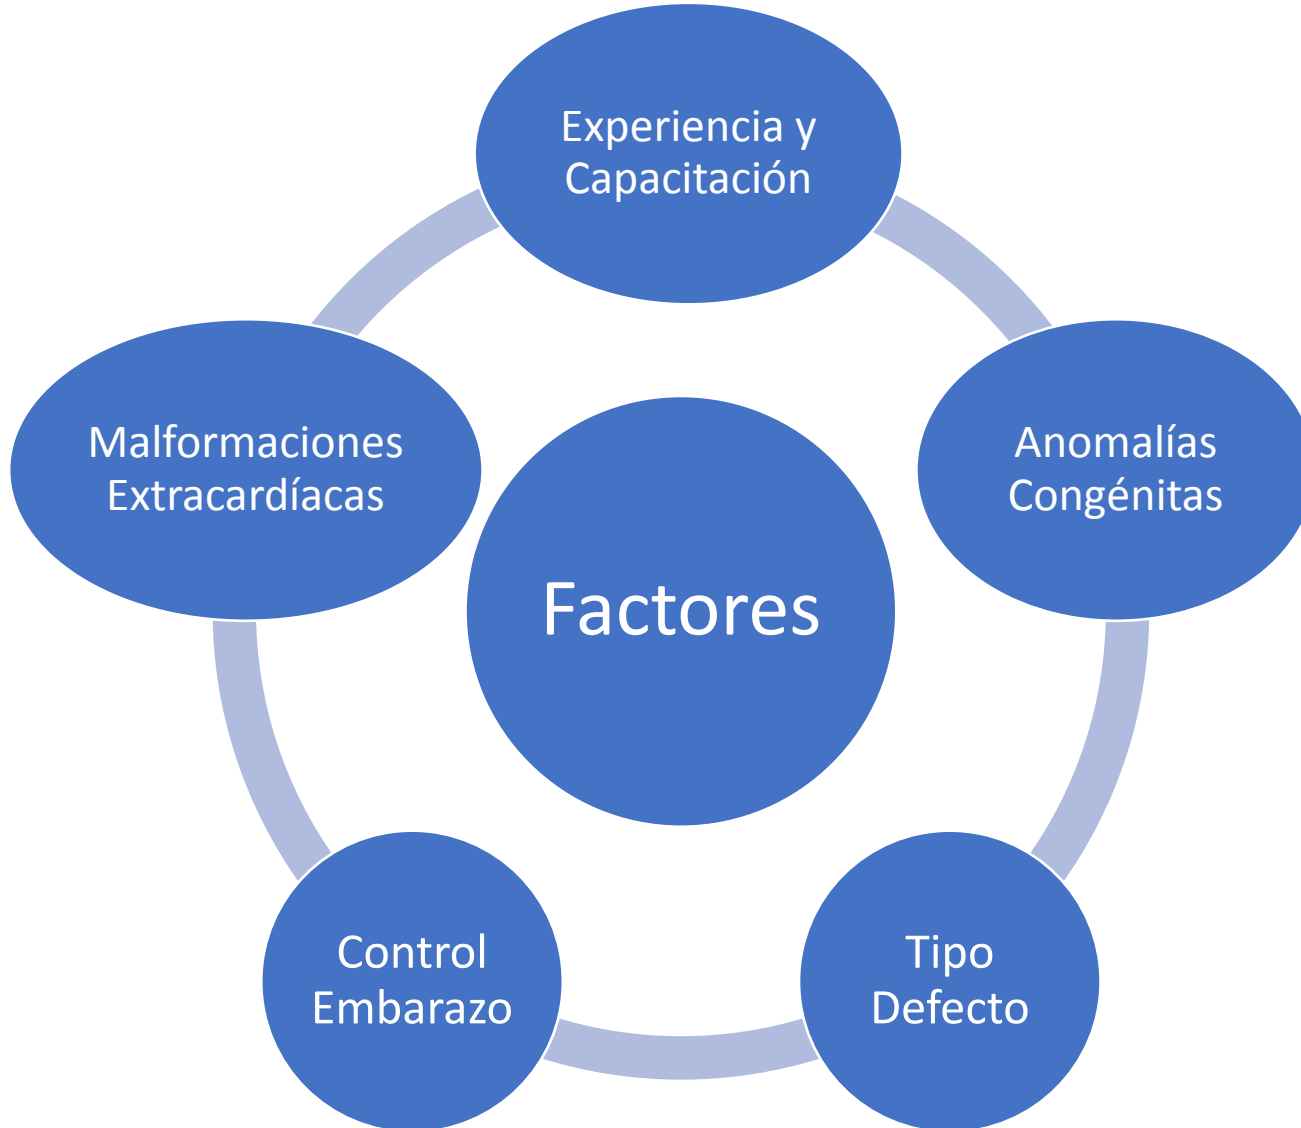 Experiencia y
Capacitación
Malformaciones
Extracardíacas
Anomalías
Congénitas
Factores
Control
Embarazo
Tipo
Defecto